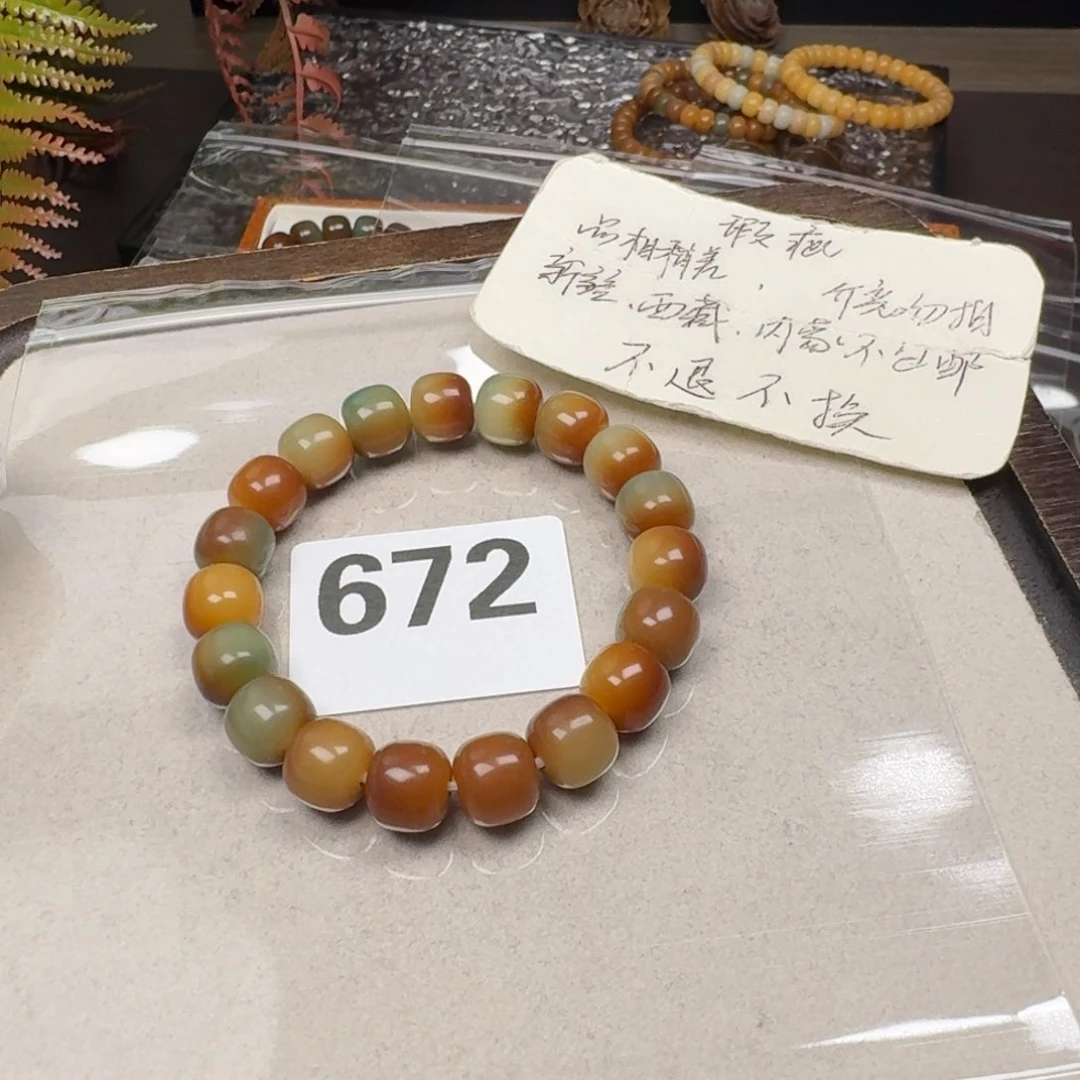 瑕疵
品相稍差，介意勿拍
新疆、西藏、内蒙不包邮
不退不换
672